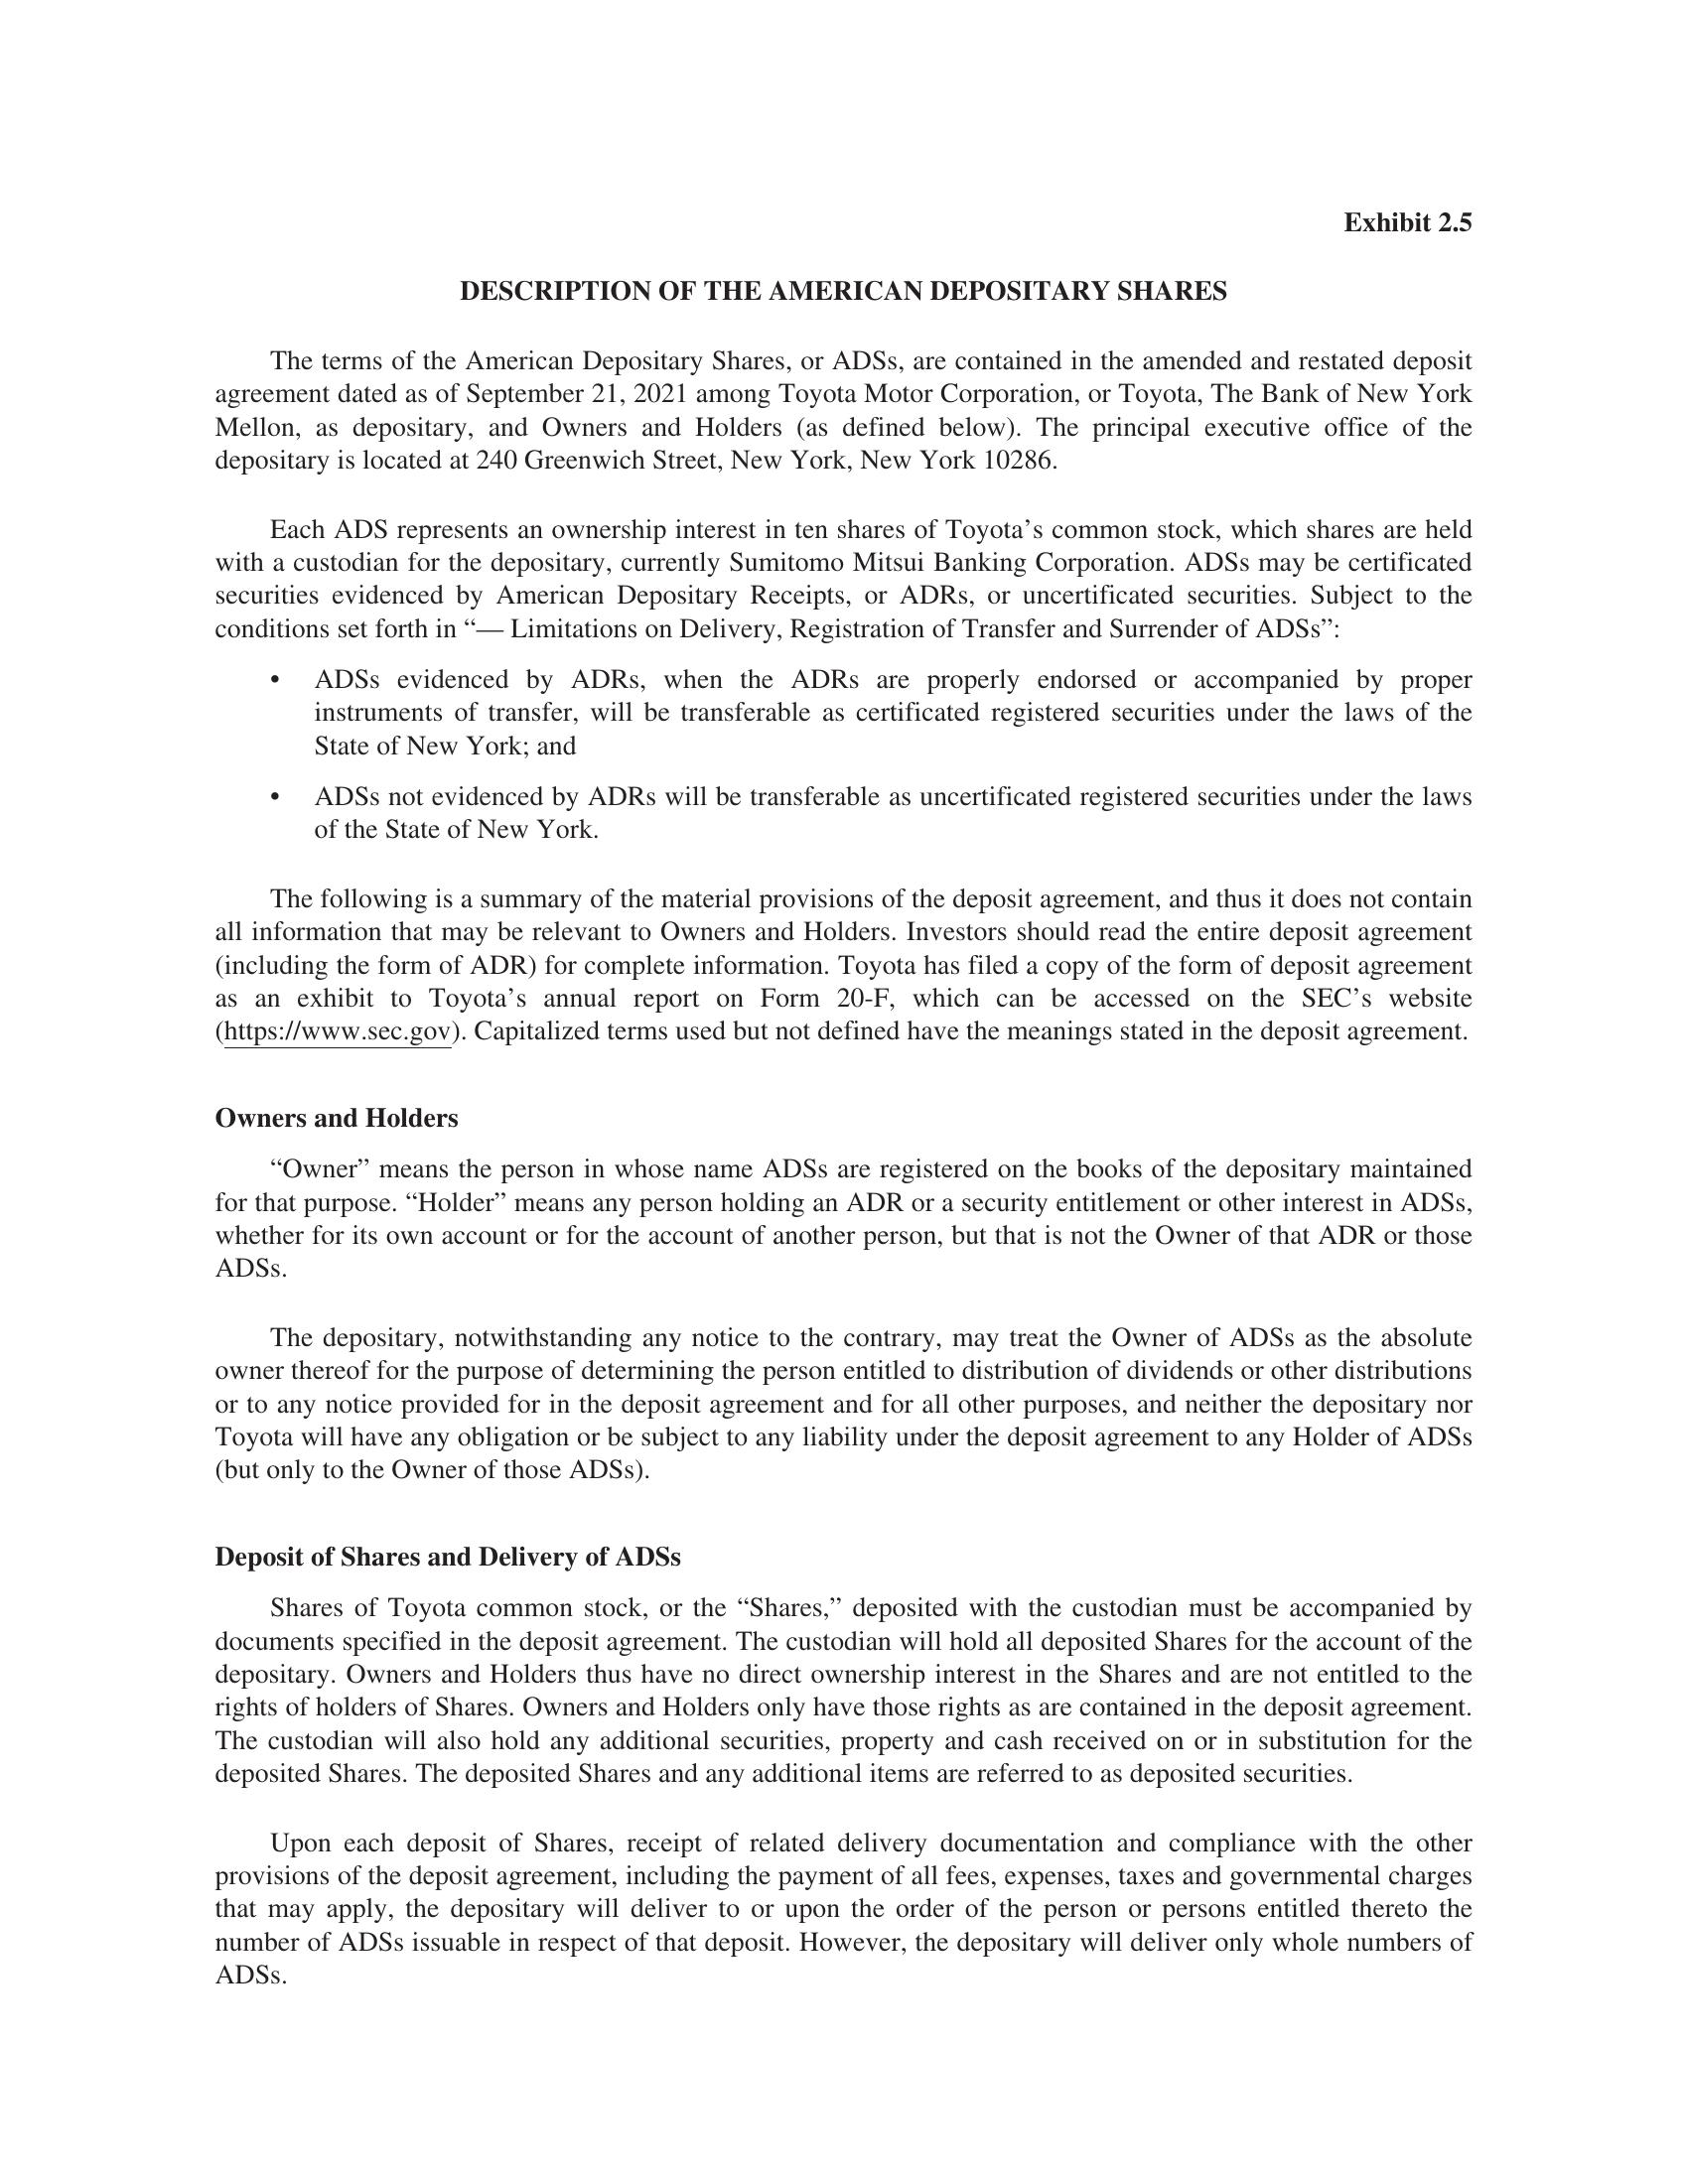 Exhibit 2.5
DESCRIPTION OF THE AMERICAN DEPOSITARY SHARES
The terms of the American Depositary Shares, or ADSs, are contained in the amended and restated deposit
agreement dated as of September 21, 2021 among Toyota Motor Corporation, or Toyota, The Bank of New York
Mellon, as depositary, and Owners and Holders (as defined below). The principal executive office of the
depositary is located at 240 Greenwich Street, New York, New York 10286.
Each ADS represents an ownership interest in ten shares of Toyota’s common stock, which shares are held
with a custodian for the depositary, currently Sumitomo Mitsui Banking Corporation. ADSs may be certificated
securities evidenced by American Depositary Receipts, or ADRs, or uncertificated securities. Subject to the
conditions set forth in “— Limitations on Delivery, Registration of Transfer and Surrender of ADSs”:
• ADSs evidenced by ADRs, when the ADRs are properly endorsed or accompanied by proper
instruments of transfer, will be transferable as certificated registered securities under the laws of the
State of New York; and
• ADSs not evidenced by ADRs will be transferable as uncertificated registered securities under the laws
of the State of New York.
The following is a summary of the material provisions of the deposit agreement, and thus it does not contain
all information that may be relevant to Owners and Holders. Investors should read the entire deposit agreement
(including the form of ADR) for complete information. Toyota has filed a copy of the form of deposit agreement
as an exhibit to Toyota’s annual report on Form 20-F, which can be accessed on the SEC’s website
(https://www.sec.gov). Capitalized terms used but not defined have the meanings stated in the deposit agreement.
Owners and Holders
“Owner” means the person in whose name ADSs are registered on the books of the depositary maintained
for that purpose. “Holder” means any person holding an ADR or a security entitlement or other interest in ADSs,
whether for its own account or for the account of another person, but that is not the Owner of that ADR or those
ADSs.
The depositary, notwithstanding any notice to the contrary, may treat the Owner of ADSs as the absolute
owner thereof for the purpose of determining the person entitled to distribution of dividends or other distributions
or to any notice provided for in the deposit agreement and for all other purposes, and neither the depositary nor
Toyota will have any obligation or be subject to any liability under the deposit agreement to any Holder of ADSs
(but only to the Owner of those ADSs).
Deposit of Shares and Delivery of ADSs
Shares of Toyota common stock, or the “Shares,” deposited with the custodian must be accompanied by
documents specified in the deposit agreement. The custodian will hold all deposited Shares for the account of the
depositary. Owners and Holders thus have no direct ownership interest in the Shares and are not entitled to the
rights of holders of Shares. Owners and Holders only have those rights as are contained in the deposit agreement.
The custodian will also hold any additional securities, property and cash received on or in substitution for the
deposited Shares. The deposited Shares and any additional items are referred to as deposited securities.
Upon each deposit of Shares, receipt of related delivery documentation and compliance with the other
provisions of the deposit agreement, including the payment of all fees, expenses, taxes and governmental charges
that may apply, the depositary will deliver to or upon the order of the person or persons entitled thereto the
number of ADSs issuable in respect of that deposit. However, the depositary will deliver only whole numbers of
ADSs.